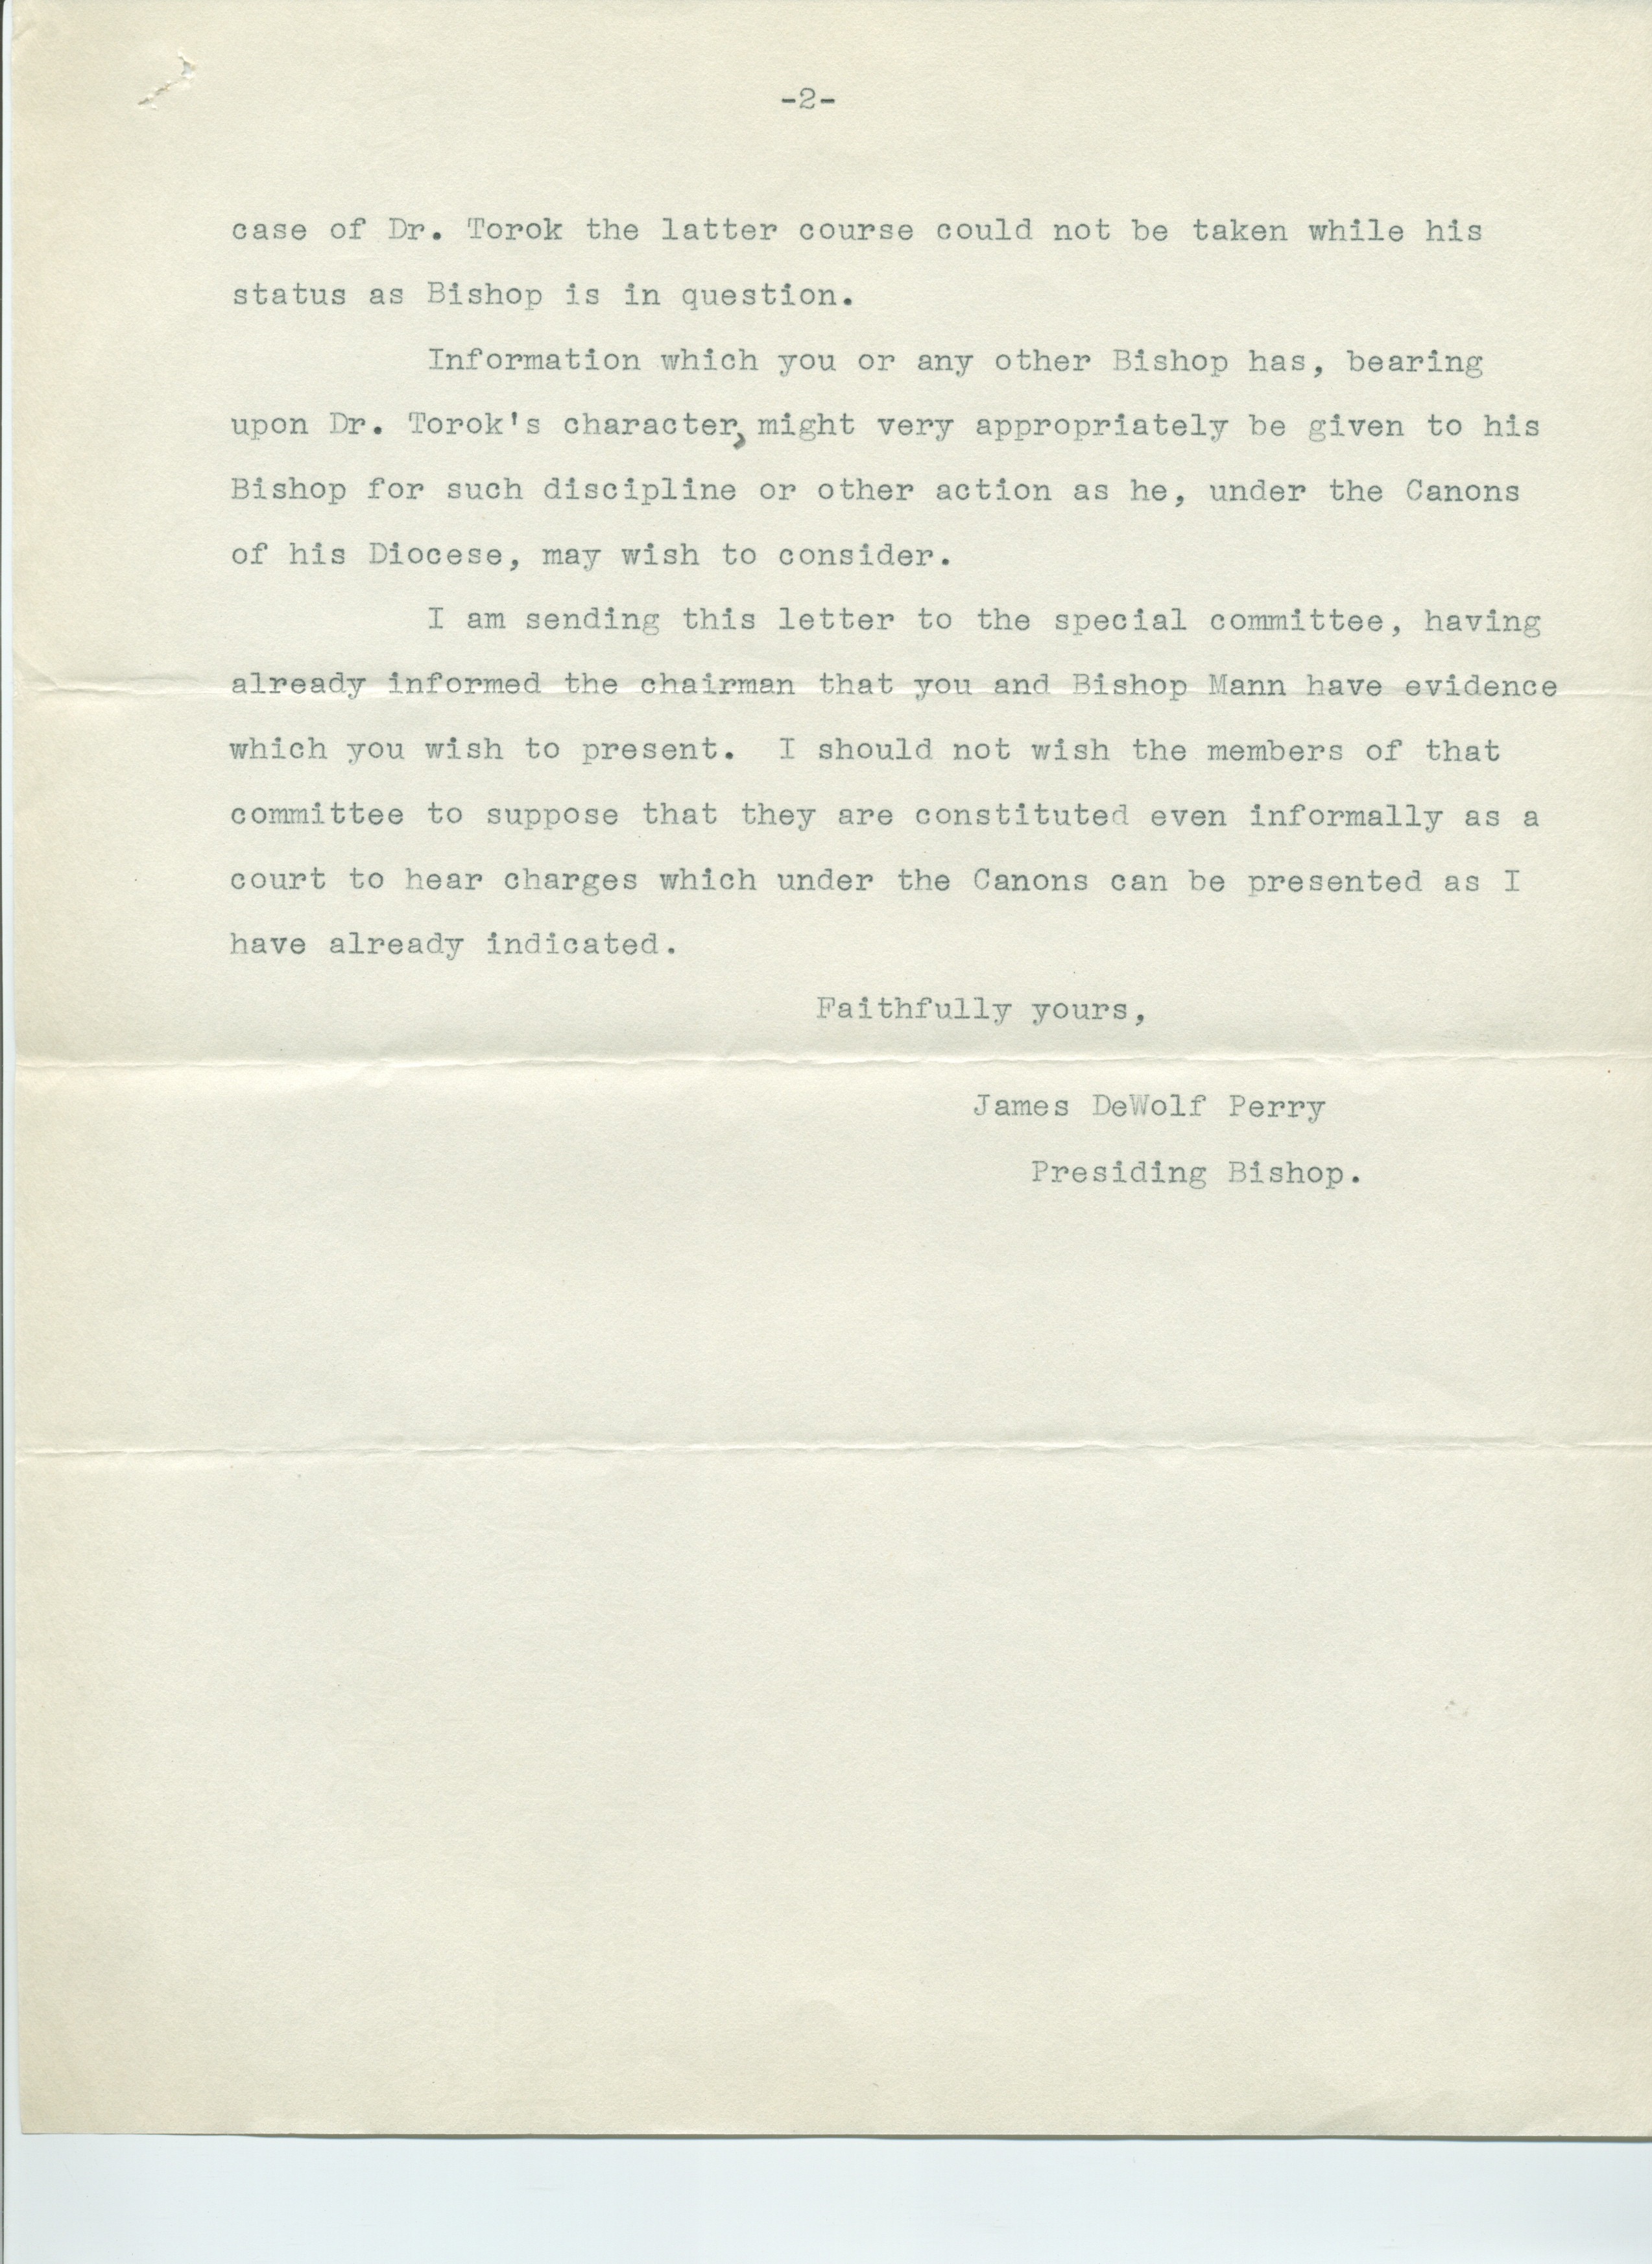 -2-
case of Dr. Torok the latter course could not be taken while his
status as Bishop is in question.
Information which you or any other Bishop has, bearing
upon Dr. Torok's character, might very appropriately be given to his
Bishop for such discipline or other action as he, under the Canons
of his Diocese, may wish to consider.
I am sending this letter to the special committee, having
already informed the chairman that you and Bishop Mann have evidence
which you wish to present. I should not wish the members of that
committee to suppose that they are constituted even informally as a
court to hear charges which under the Canons can be presented as I
have already indicated.
Faithfully yours,
James DeWolf Perry
Presiding Bishop.